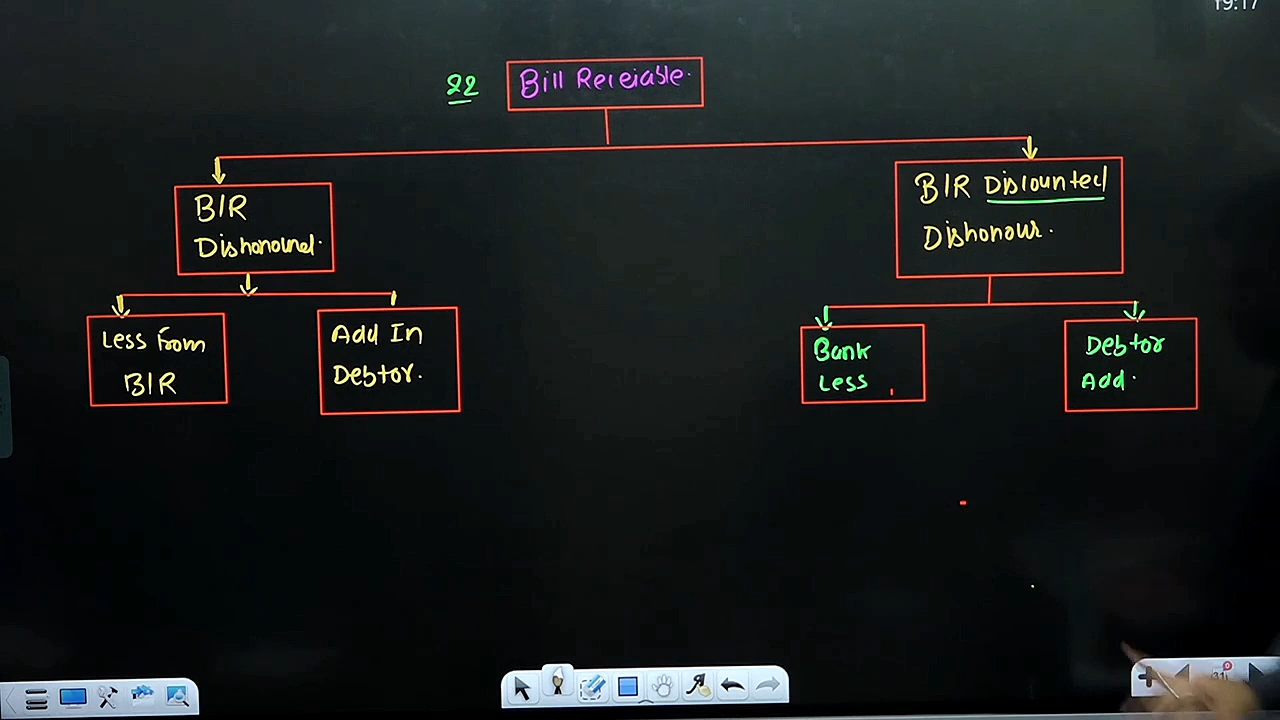 19:17
22 Bill Receiable.
B/R
Dishonoured.
B/R Discounted
Dishonour.
Less From
B/R
Add In
Debtor.
Bank
Less
Debtor
Add.